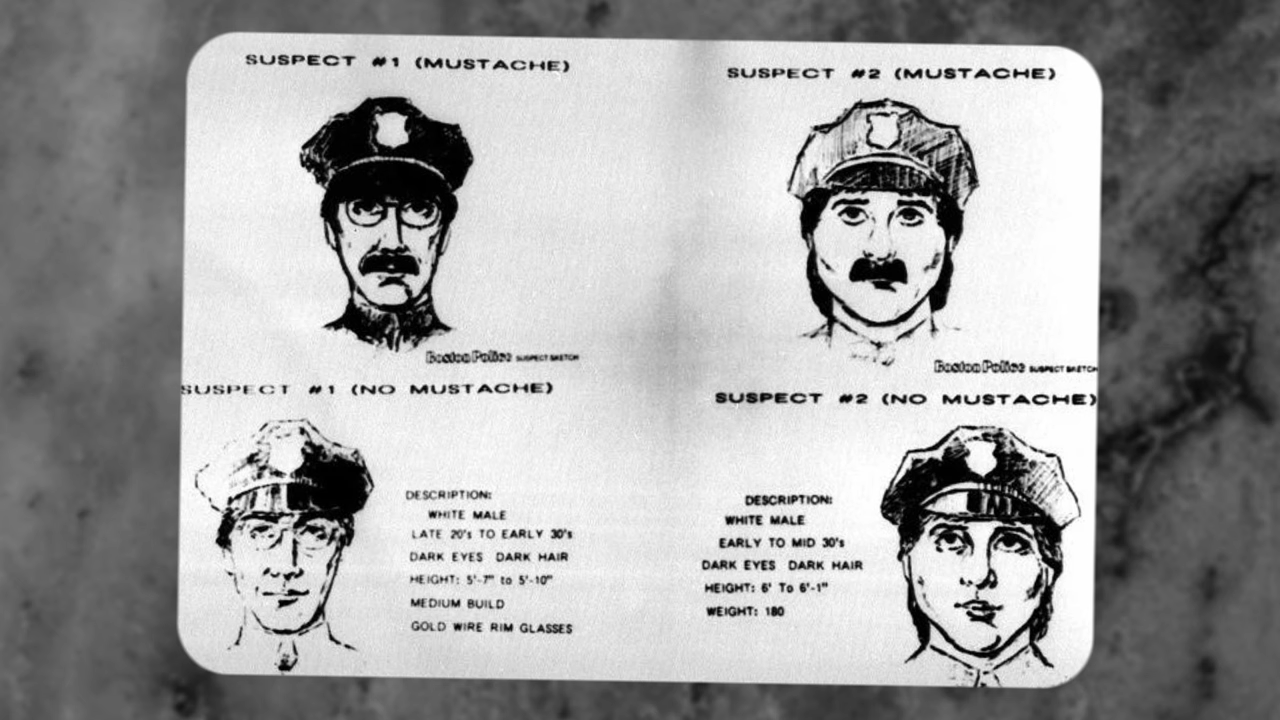 SUSPECT #1 (MUSTACHE)
SUSPECT #2 (MUSTACHE)
Boston Police SUSPECT SKETCH
Boston Police SUSPECT SKETCH
SUSPECT #1 (NO MUSTACHE)
SUSPECT #2 (NO MUSTACHE)
DESCRIPTION:
WHITE MALE
LATE 20's TO EARLY 30's
DARK EYES DARK HAIR
HEIGHT: 5'-7" to 5'-10"
MEDIUM BUILD
GOLD WIRE RIM GLASSES
DESCRIPTION:
WHITE MALE
EARLY TO MID 30's
DARK EYES DARK HAIR
HEIGHT: 6' To 6'-1"
WEIGHT: 180